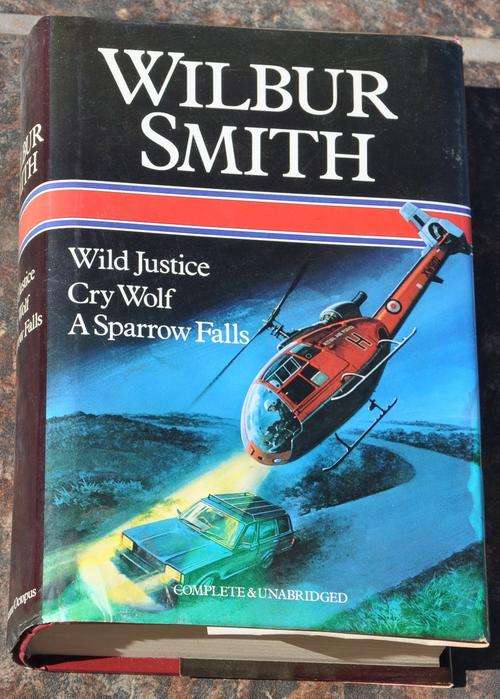 WILBUR
SMITH
Wild Justice
Cry Wolf
A Sparrow Falls
COMPLETE & UNABRIDGED